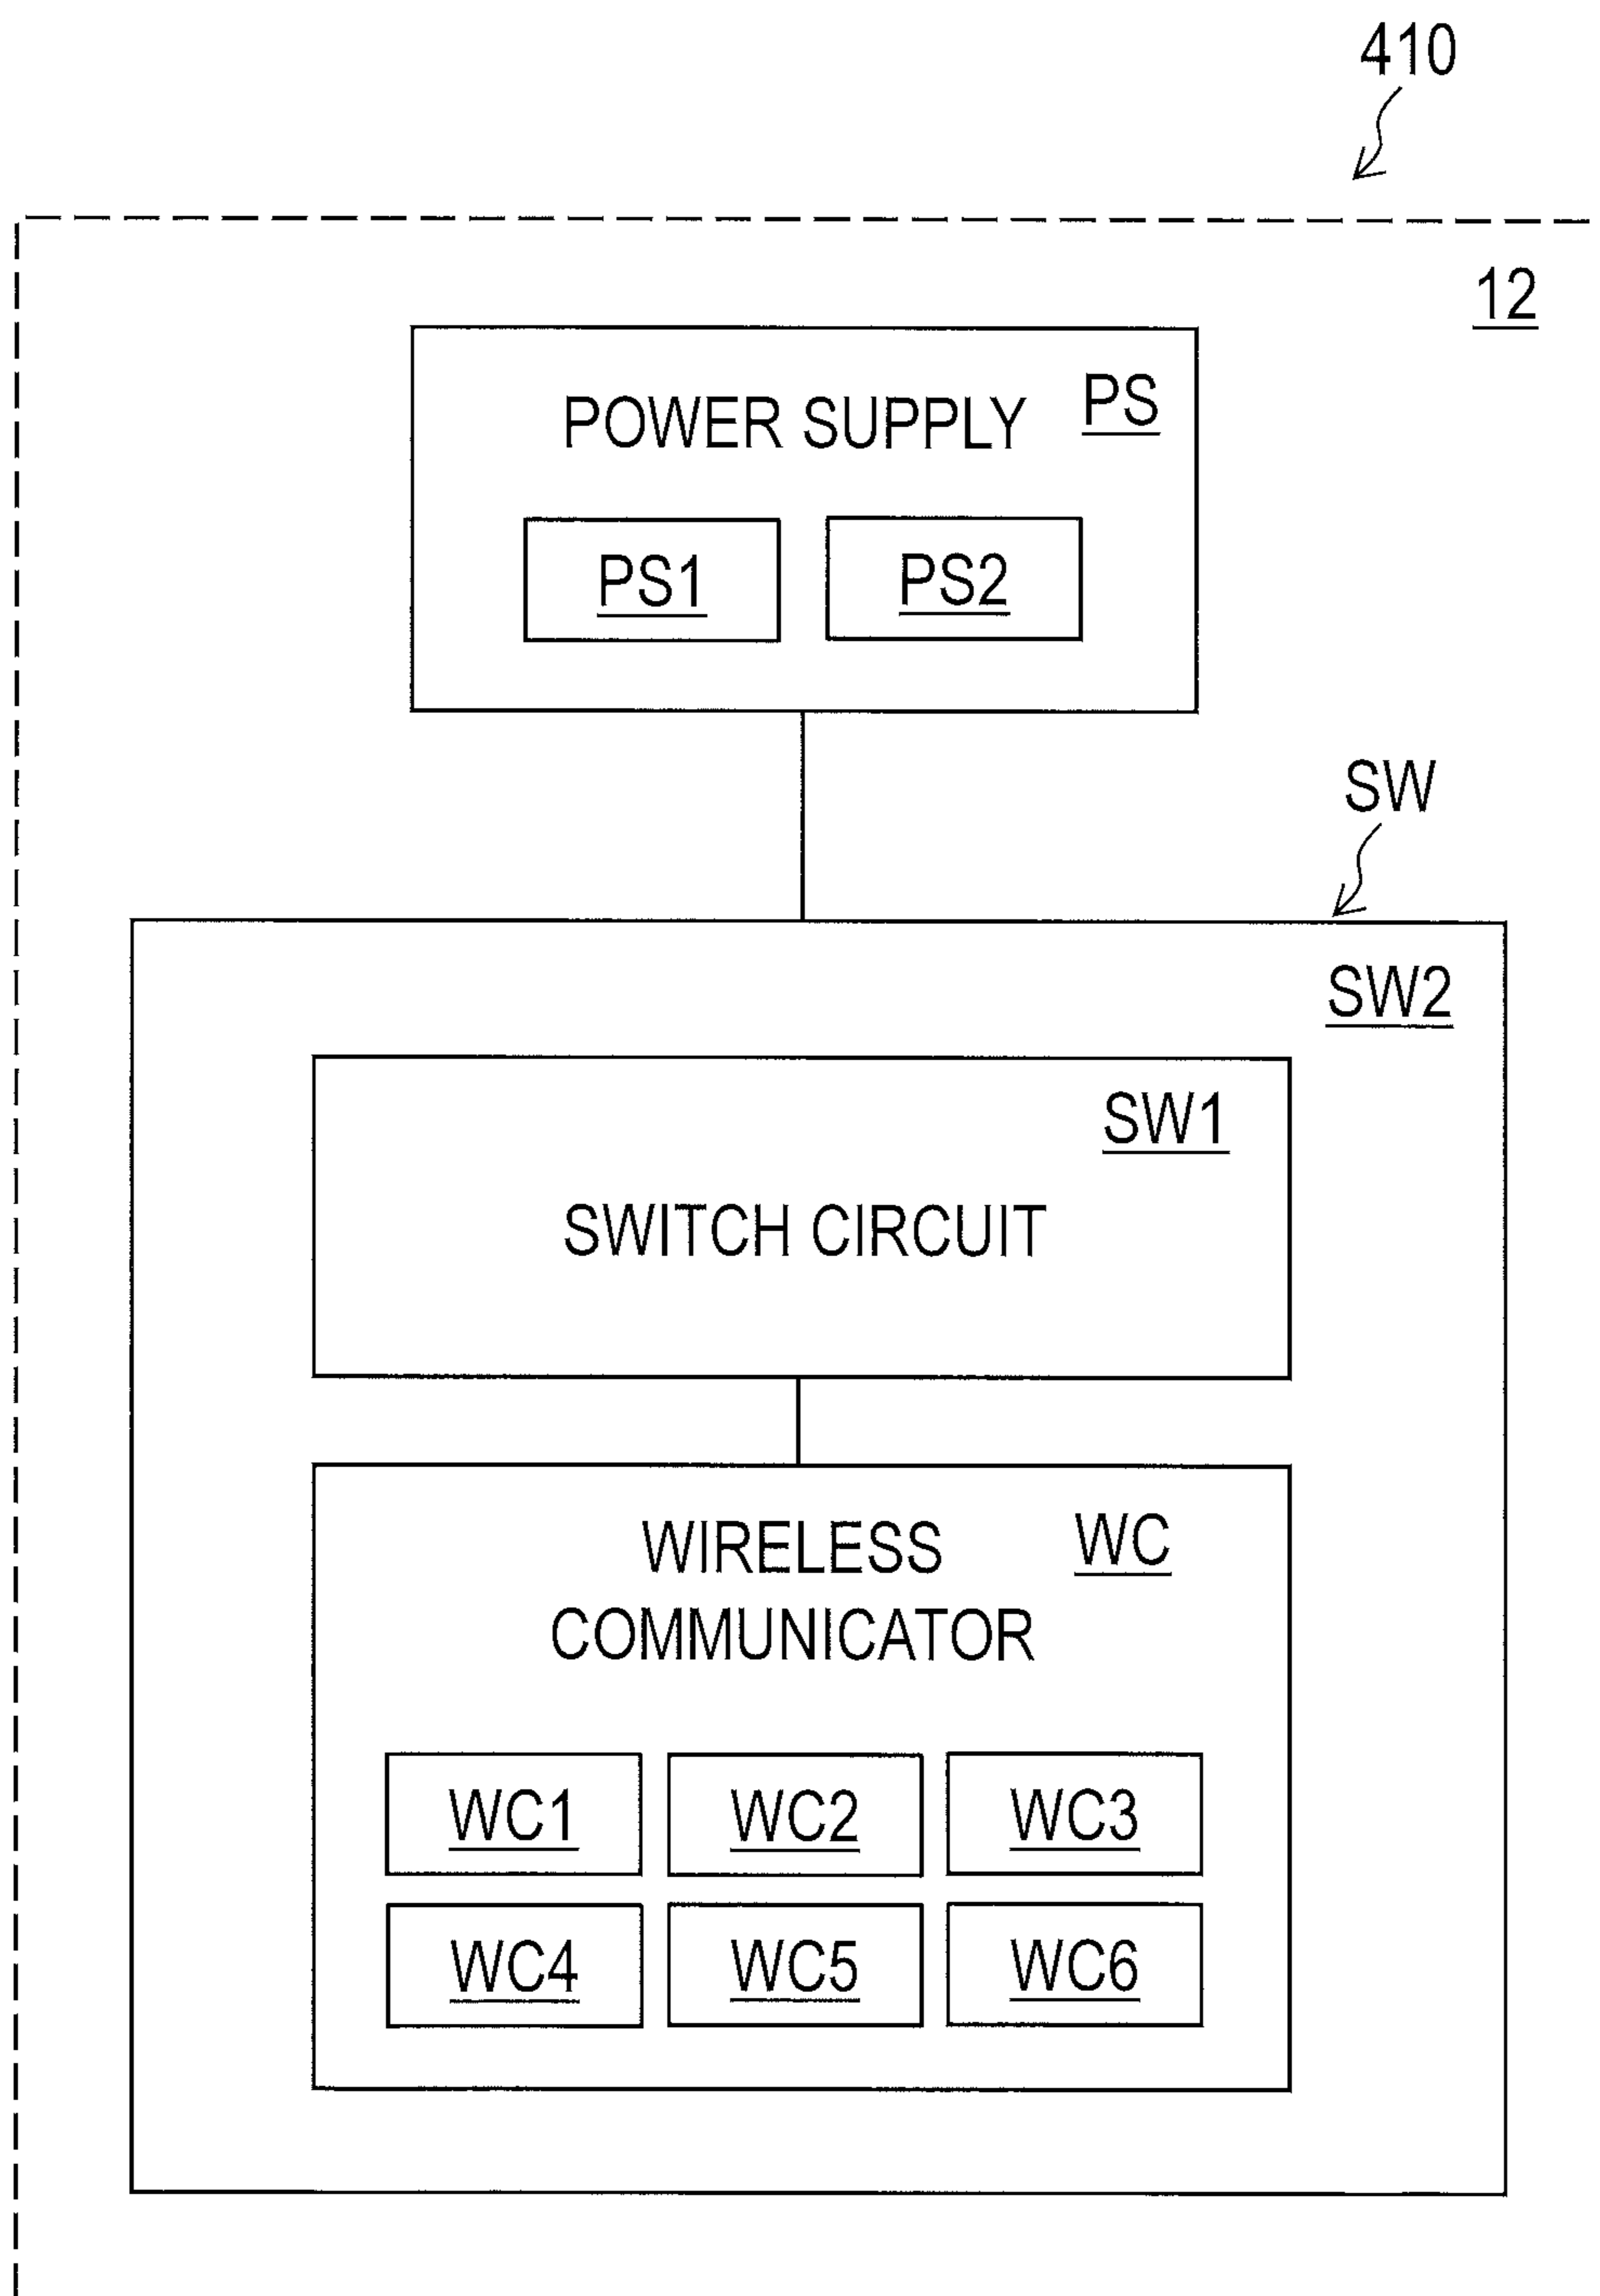 410
12
POWER SUPPLY PS
PS1 PS2
SW
SW2
SW1
SWITCH CIRCUIT
WIRELESS WC
COMMUNICATOR
WC1 WC2 WC3
WC4 WC5 WC6